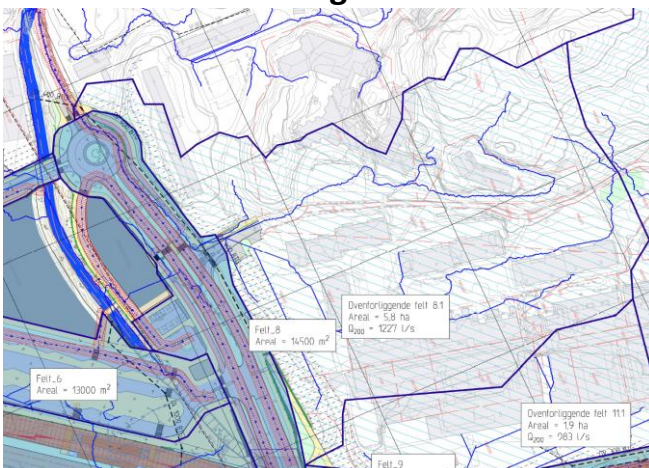 Ovenforliggende felt 8.1
Areal = 5,8 ha
Q200 = 1227 l/s
Felt_8
Areal = 14500 m²
Felt_6
Areal = 13000 m²
Ovenforliggende felt 11.1
Areal = 1,9 ha
Q200 = 983 l/s
Felt_9